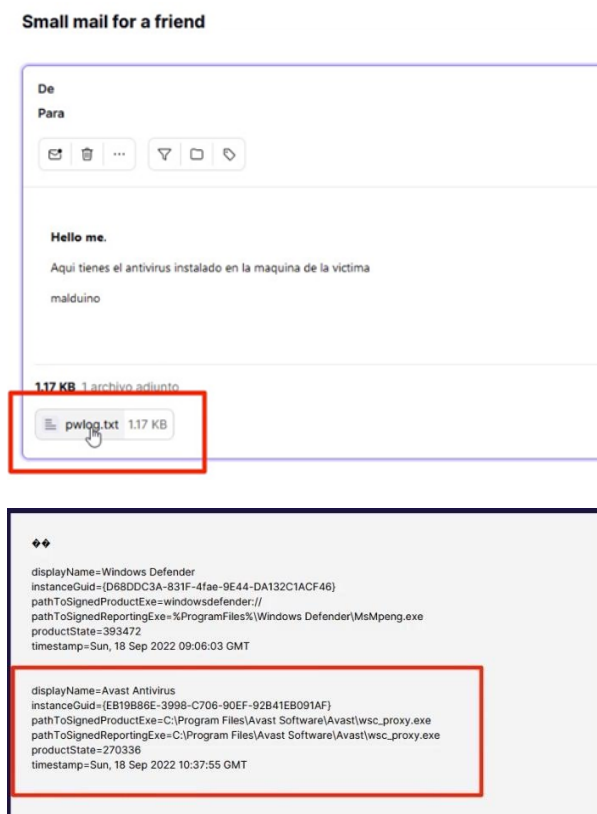 Small mail for a friend
De
Para
Hello me.
Aqui tienes el antivirus instalado en la maquina de la victima
malduino
1.17 KB 1 archivo adjunto
pwlog.txt 1.17 KB
��
displayName=Windows Defender
instanceGuid={D68DDC3A-831F-4fae-9E44-DA132C1ACF46}
pathToSignedProductExe=windowsdefender://
pathToSignedReportingExe=%ProgramFiles%\Windows Defender\MsMpeng.exe
productState=393472
timestamp=Sun, 18 Sep 2022 09:06:03 GMT
displayName=Avast Antivirus
instanceGuid={EB19B86E-3998-C706-90EF-92B41EB091AF}
pathToSignedProductExe=C:\Program Files\Avast Software\Avast\wsc_proxy.exe
pathToSignedReportingExe=C:\Program Files\Avast Software\Avast\wsc_proxy.exe
productState=270336
timestamp=Sun, 18 Sep 2022 10:37:55 GMT